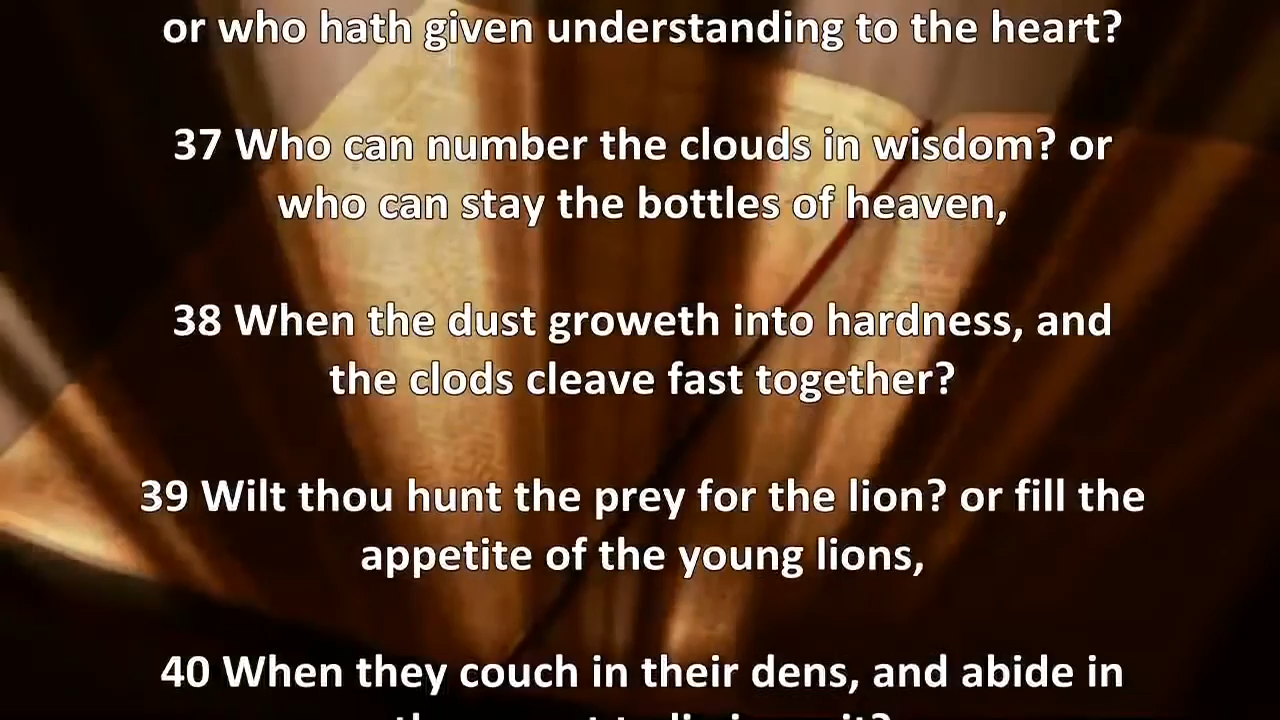 or who hath given understanding to the heart?
37 Who can number the clouds in wisdom? or
who can stay the bottles of heaven,
38 When the dust groweth into hardness, and
the clods cleave fast together?
39 Wilt thou hunt the prey for the lion? or fill the
appetite of the young lions,
40 When they couch in their dens, and abide in